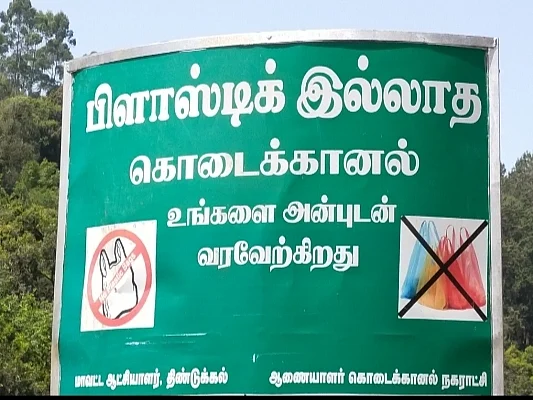 பிளாஸ்டிக் இல்லாத
கொடைக்கானல்
உங்களை அன்புடன்
வரவேற்கிறது
மாவட்ட ஆட்சியாளர், திண்டுக்கல் ஆணையாளர் கொடைக்கானல் நகராட்சி